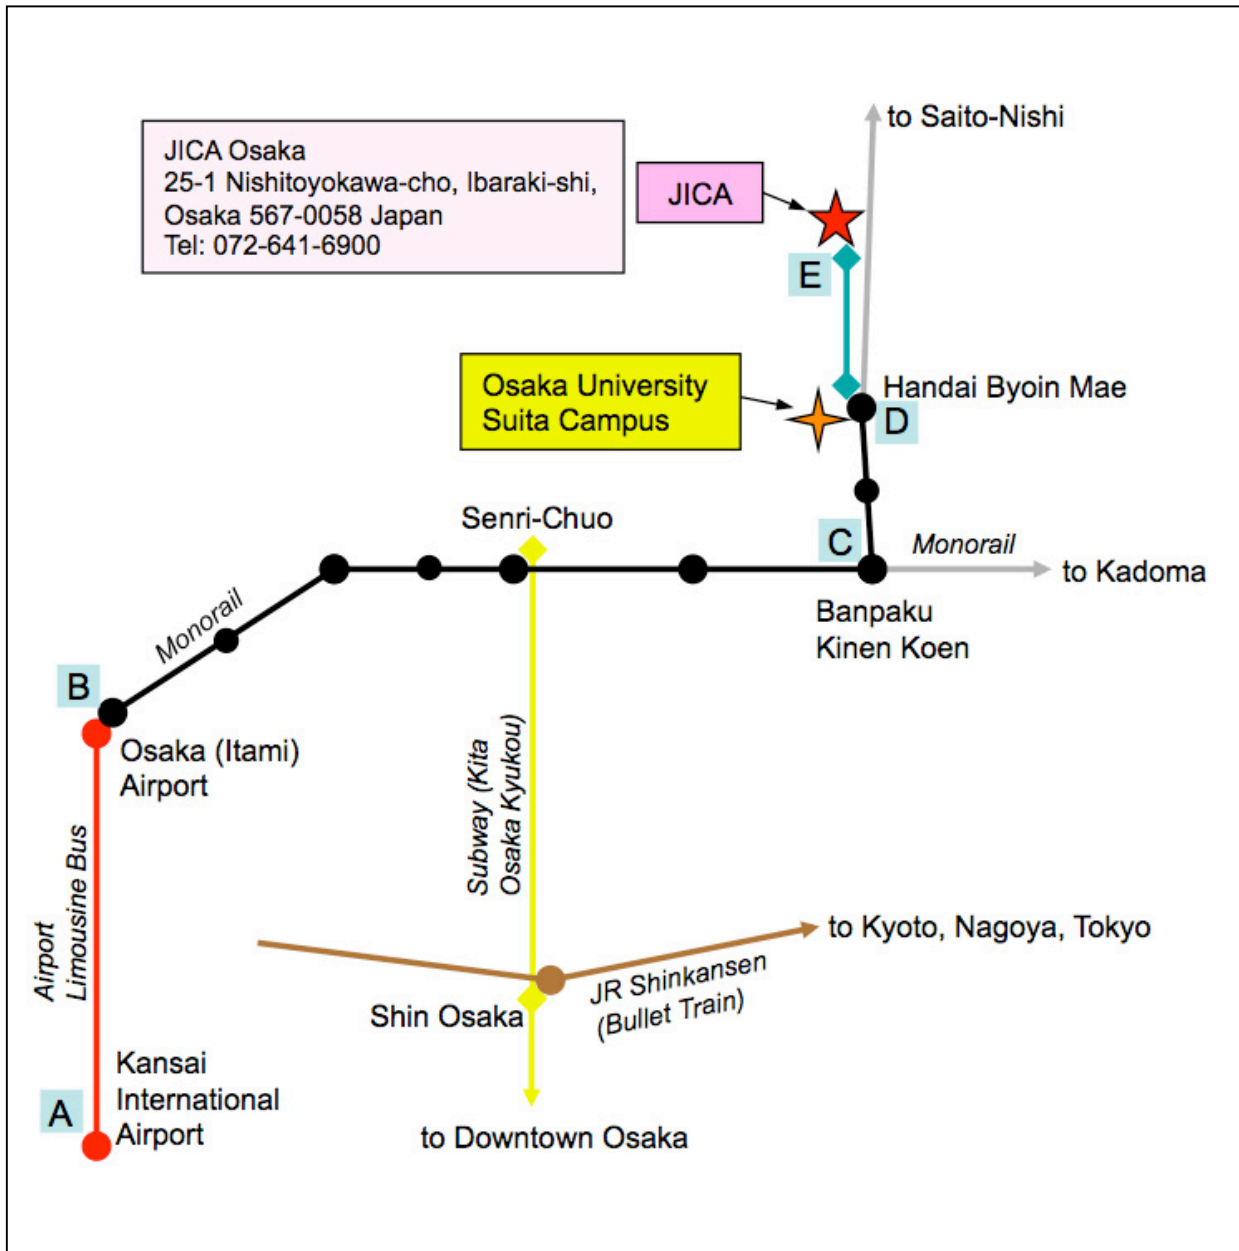 to Saito-Nishi
JICA Osaka
25-1 Nishitoyokawa-cho, Ibaraki-shi,
Osaka 567-0058 Japan
Tel: 072-641-6900
JICA
E
Osaka University
Suita Campus
Handai Byoin Mae
D
Senri-Chuo
C
Monorail
to Kadoma
Banpaku
Kinen Koen
Monorail
B
Osaka (Itami)
Airport
Subway (Kita
Osaka Kyukou)
Airport
Limousine Bus
to Kyoto, Nagoya, Tokyo
JR Shinkansen
(Bullet Train)
Shin Osaka
Kansai
International
Airport
A
to Downtown Osaka